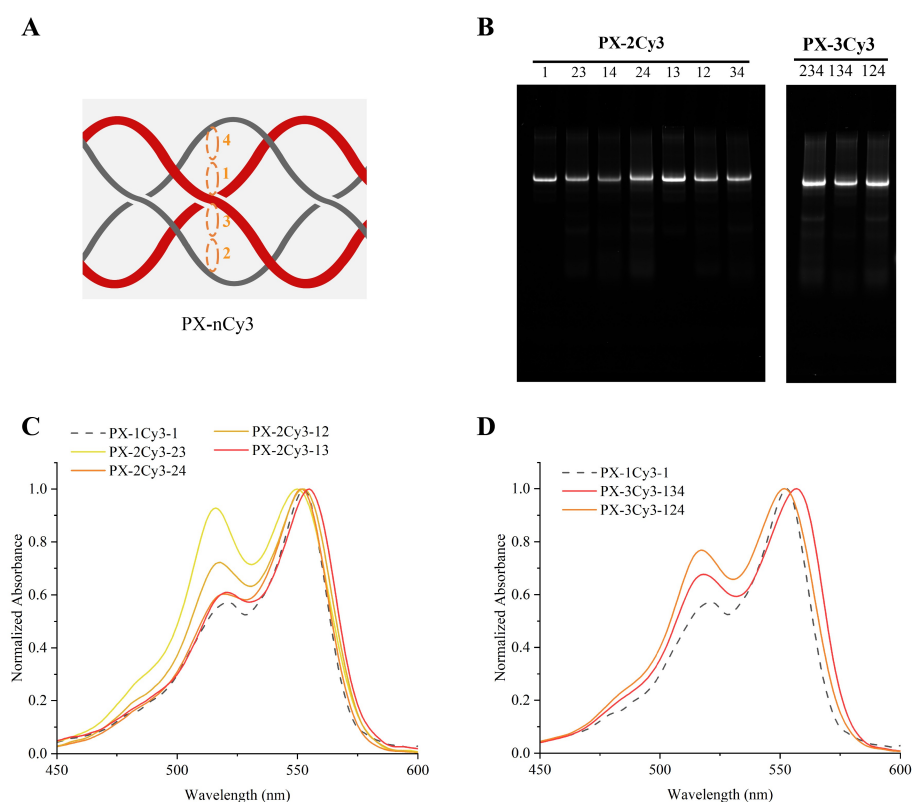 A
4
1
3
2
PX-nCy3
B
PX-2Cy3
1 23 14 24 13 12 34
PX-3Cy3
234 134 124
C
PX-1Cy3-1
PX-2Cy3-23
PX-2Cy3-24
PX-2Cy3-12
PX-2Cy3-13
Normalized Absorbance
1.0
0.8
0.6
0.4
0.2
0.0
450 500 550 600
Wavelength (nm)
D
PX-1Cy3-1
PX-3Cy3-134
PX-3Cy3-124
Normalized Absorbance
1.0
0.8
0.6
0.4
0.2
0.0
450 500 550 600
Wavelength (nm)